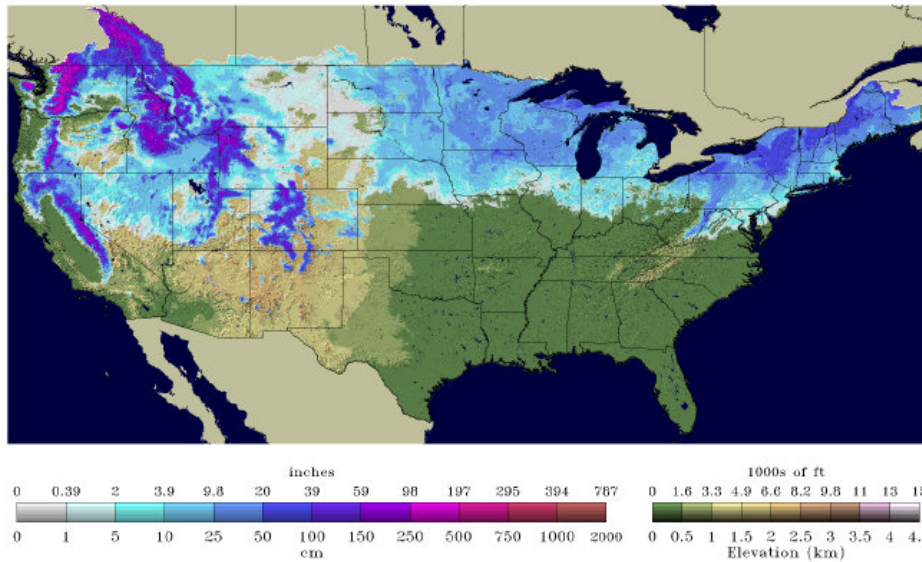 inches
0 0.39 2 3.9 9.8 20 39 59 98 197 295 394 787
0 1 5 10 25 50 100 150 250 500 750 1000 2000
cm
1000s of ft
0 1.6 3.3 4.9 6.6 8.2 9.8 11 13
0 0.5 1 1.5 2 2.5 3 3.5 4
Elevation (km)